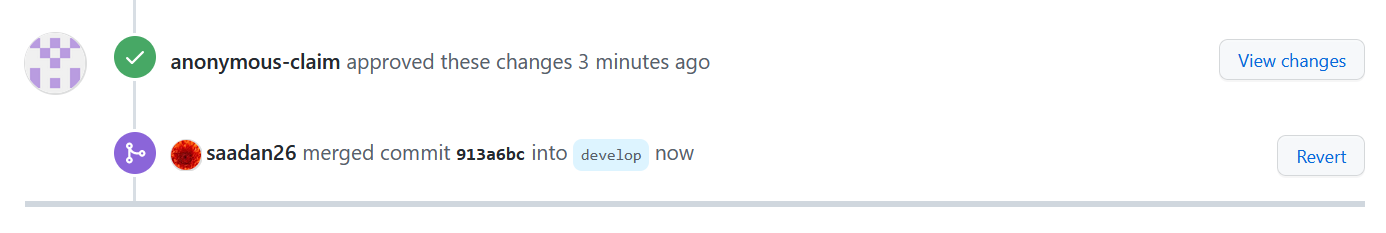 anonymous-claim approved these changes 3 minutes ago
View changes
saadan26 merged commit 913a6bc into develop now
Revert